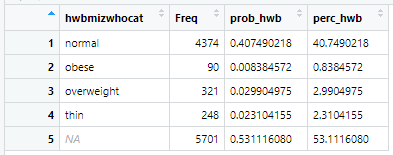 hwbmizwhocat Freq prob_hwb perc_hwb
1 normal 4374 0.407490218 40.7490218
2 obese 90 0.008384572 0.8384572
3 overweight 321 0.029904975 2.9904975
4 thin 248 0.023104155 2.3104155
5 NA 5701 0.531116080 53.1116080